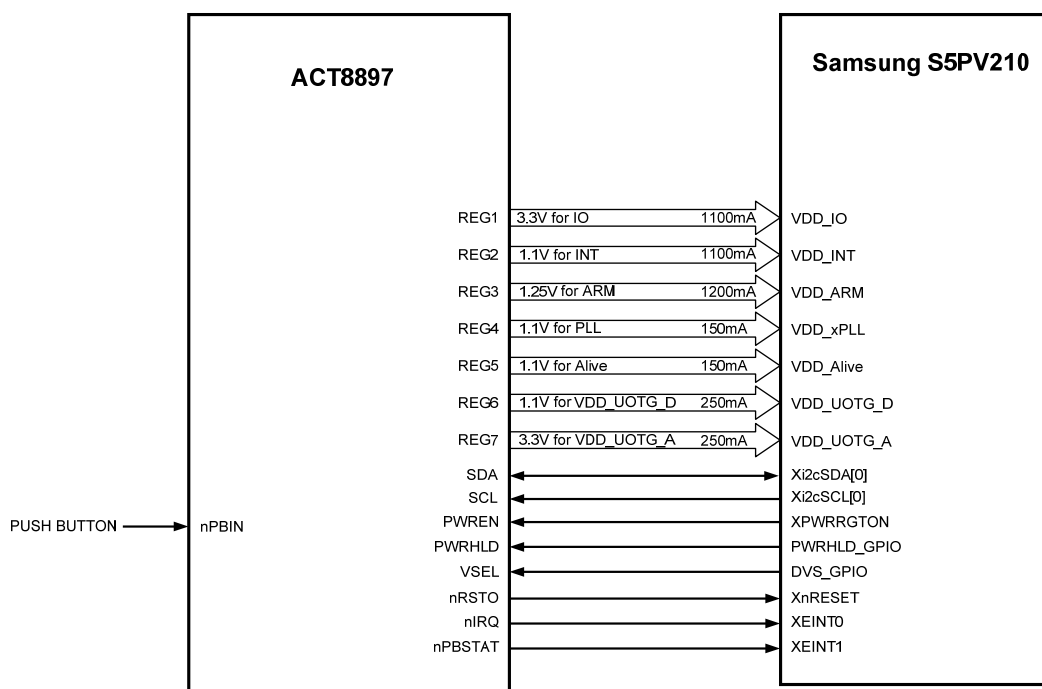 ACT8897
Samsung S5PV210
REG1 3.3V for IO 1100mA VDD_IO
REG2 1.1V for INT 1100mA VDD_INT
REG3 1.25V for ARM 1200mA VDD_ARM
REG4 1.1V for PLL 150mA VDD_xPLL
REG5 1.1V for Alive 150mA VDD_Alive
REG6 1.1V for VDD_UOTG_D 250mA VDD_UOTG_D
REG7 3.3V for VDD_UOTG_A 250mA VDD_UOTG_A
SDA Xi2cSDA[0]
SCL Xi2cSCL[0]
PUSH BUTTON nPBIN
PWREN XPWRRGTON
PWRHLD PWRHLD_GPIO
VSEL DVS_GPIO
nRSTO XnRESET
nIRQ XEINT0
nPBSTAT XEINT1